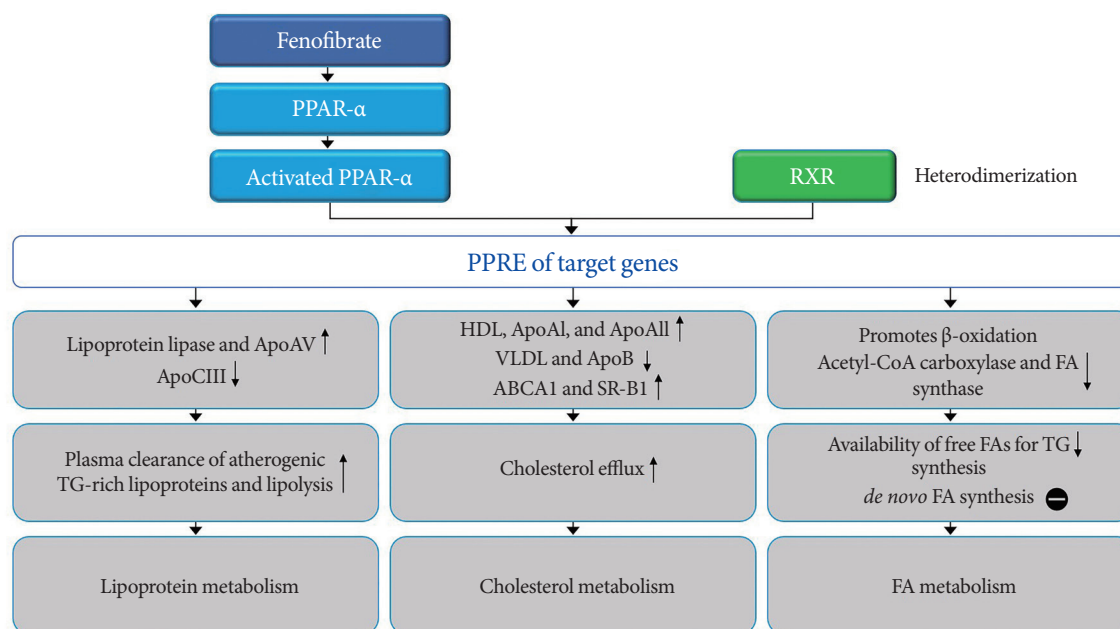 Fenofibrate
PPAR-α
Activated PPAR-α
RXR
Heterodimerization
PPRE of target genes
Lipoprotein lipase and ApoAV ↑
ApoCIII ↓
HDL, ApoAl, and ApoAll ↑
VLDL and ApoB ↓
ABCA1 and SR-B1 ↑
Promotes β-oxidation
Acetyl-CoA carboxylase and FA ↓
synthase
Plasma clearance of atherogenic ↑
TG-rich lipoproteins and lipolysis
Cholesterol efflux ↑
Availability of free FAs for TG ↓
synthesis
de novo FA synthesis
Lipoprotein metabolism
Cholesterol metabolism
FA metabolism